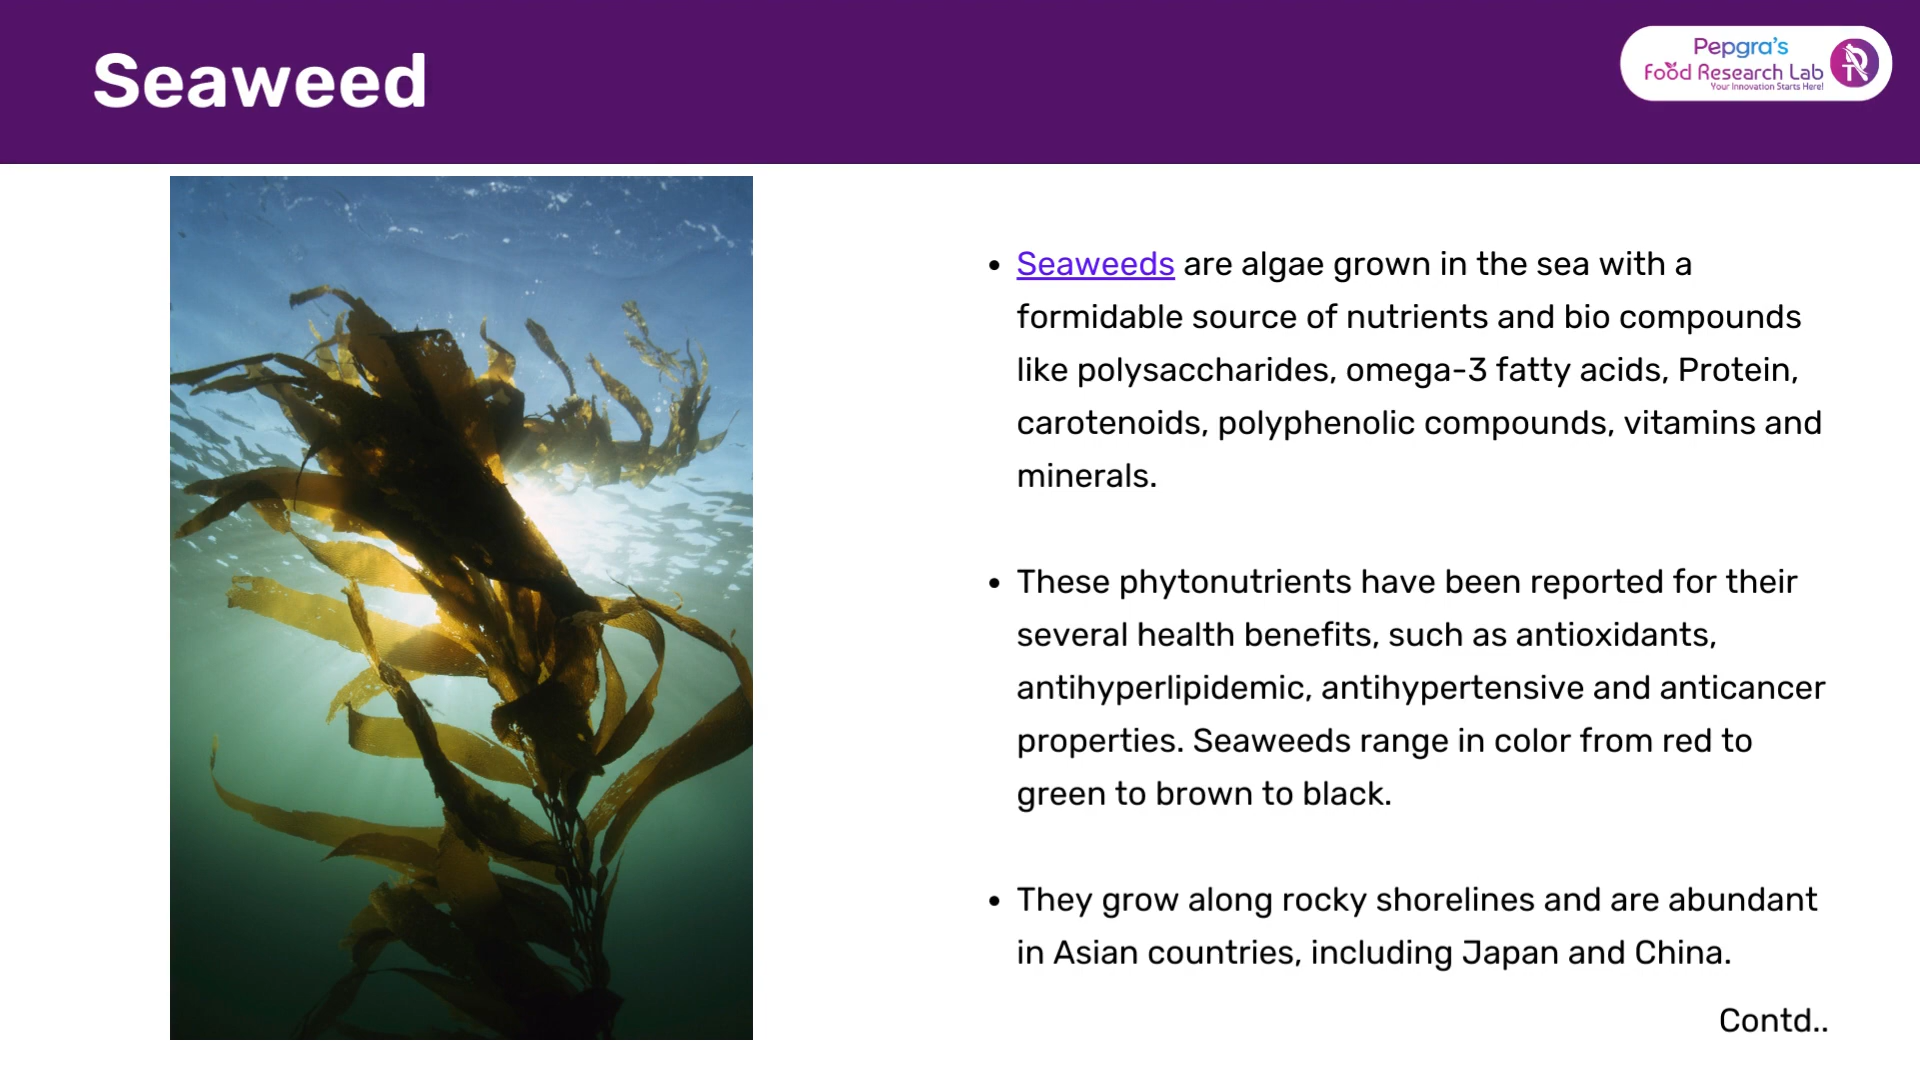 Seaweed
Pepgra's
Food Research Lab
Your Innovation Starts Here!
• Seaweeds are algae grown in the sea with a
formidable source of nutrients and bio compounds
like polysaccharides, omega-3 fatty acids, Protein,
carotenoids, polyphenolic compounds, vitamins and
minerals.
• These phytonutrients have been reported for their
several health benefits, such as antioxidants,
antihyperlipidemic, antihypertensive and anticancer
properties. Seaweeds range in color from red to
green to brown to black.
• They grow along rocky shorelines and are abundant
in Asian countries, including Japan and China.
Contd..